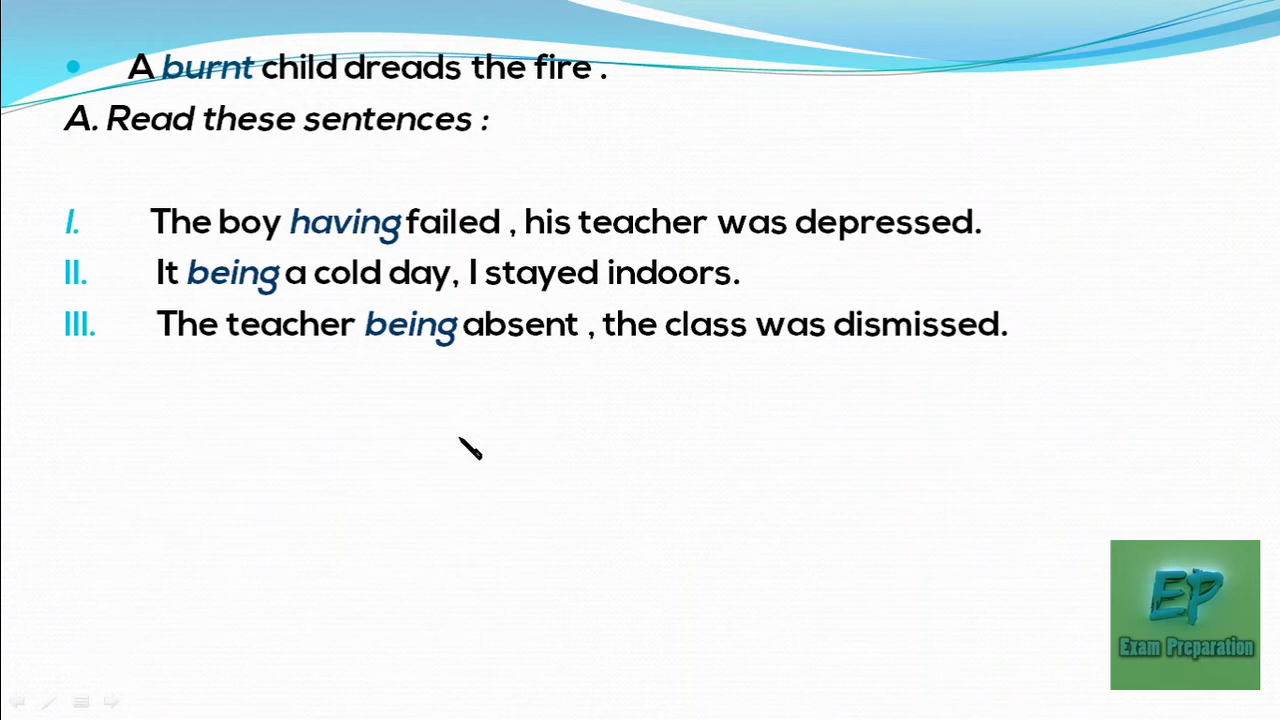 • A burnt child dreads the fire .
A. Read these sentences :
I. The boy having failed , his teacher was depressed.
II. It being a cold day, I stayed indoors.
III. The teacher being absent , the class was dismissed.
EP
Exam Preparation